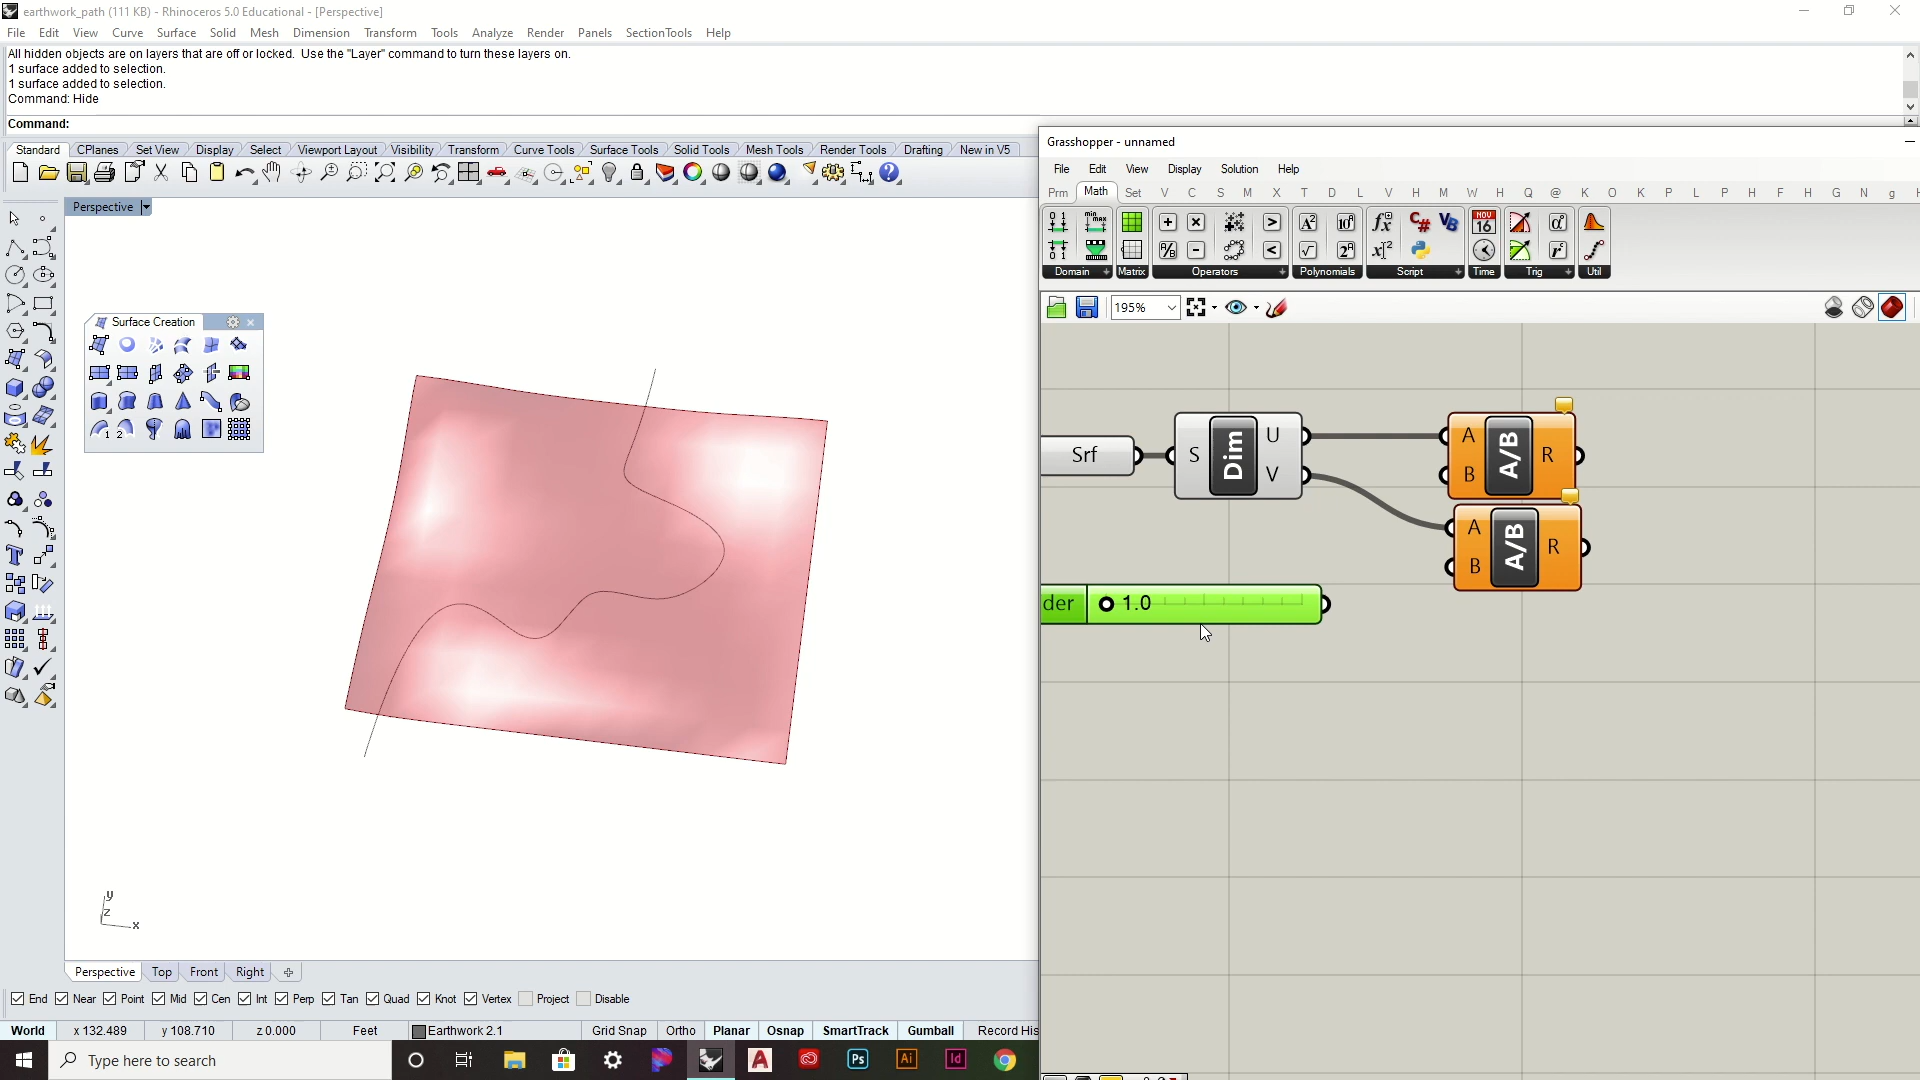 earthwork_path (111 KB) - Rhinoceros 5.0 Educational - [Perspective]
File Edit View Curve Surface Solid Mesh Dimension Transform Tools Analyze Render Panels SectionTools Help
All hidden objects are on layers that are off or locked.  Use the "Layer" command to turn these layers on.
1 surface added to selection.
1 surface added to selection.
Command: Hide
Command:
Standard CPlanes Set View Display Select Viewport Layout Visibility Transform Curve Tools Surface Tools Solid Tools Mesh Tools Render Tools Drafting New in V5
Perspective
Surface Creation
1 2
y
z
x
Perspective Top Front Right
End Near Point Mid Cen Int Perp Tan Quad Knot Vertex Project Disable
World x 132.489 y 108.710 z 0.000 Feet Earthwork 2.1 Grid Snap Ortho Planar Osnap SmartTrack Gumball Record His
Type here to search
Ps Ai Id
Grasshopper - unnamed
File Edit View Display Solution Help
Prm Math Set V C S M X T D L V H M W H Q @ K O K P L P H F H G N g
Domain Matrix Operators Polynomials Script Time Trig Util
NOV
16
195%
Srf
S Dim U V
A B A/B R
A B A/B R
der 1.0